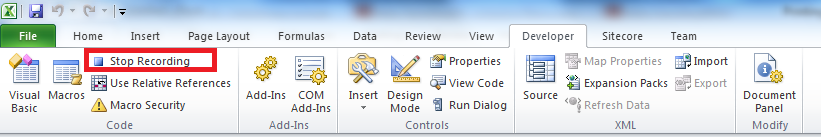 File Home Insert Page Layout Formulas Data Review View Developer Sitecore Team
Visual Basic
Macros
Stop Recording
Use Relative References
Macro Security
Code
Add-Ins
COM Add-Ins
Add-Ins
Insert
Design Mode
Properties
View Code
Run Dialog
Controls
Source
Map Properties
Expansion Packs
Refresh Data
Import
Export
XML
Document Panel
Modify